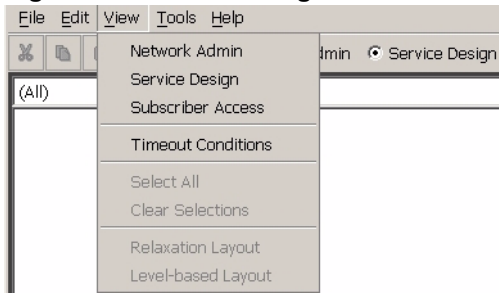 File Edit View Tools Help
Network Admin
dmin Service Design
Service Design
(All)
Subscriber Access
Timeout Conditions
Select All
Clear Selections
Relaxation Layout
Level-based Layout